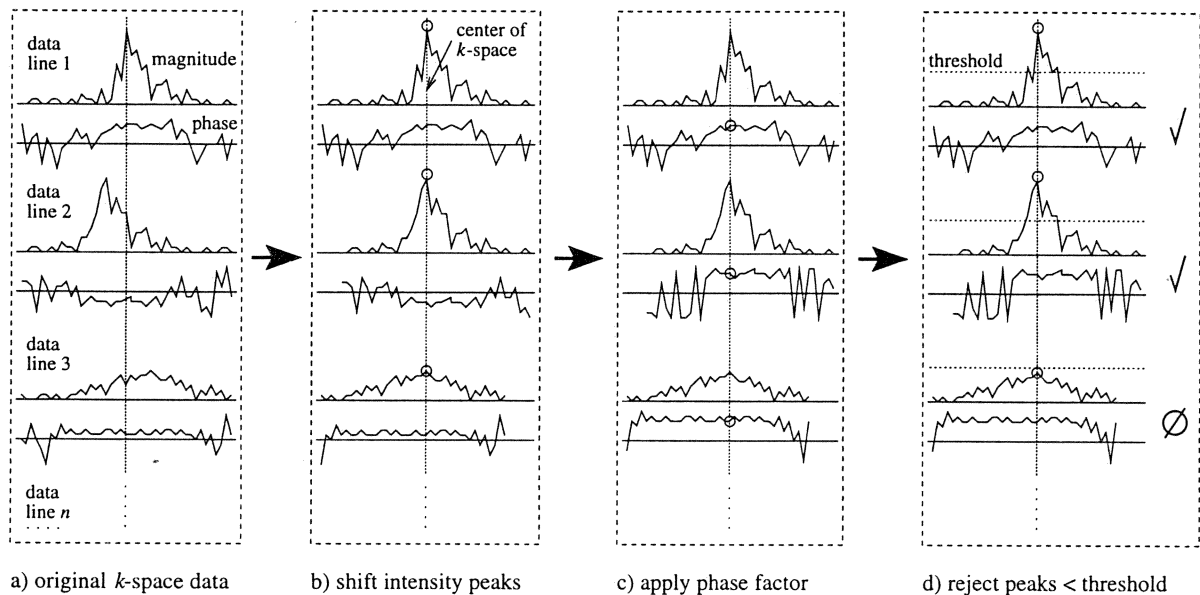 data
line 1
magnitude
phase
data
line 2
data
line 3
data
line n
. . . .
center of
k-space
threshold
a) original k-space data
b) shift intensity peaks
c) apply phase factor
d) reject peaks < threshold